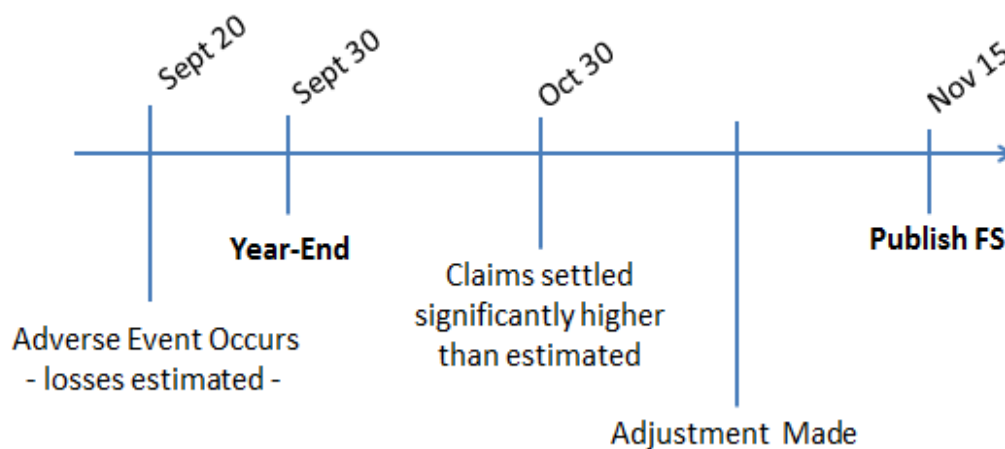 Sept 20
Sept 30
Oct 30
Nov 15
Year-End
Publish FS
Claims settled
significantly higher
than estimated
Adverse Event Occurs
- losses estimated -
Adjustment Made